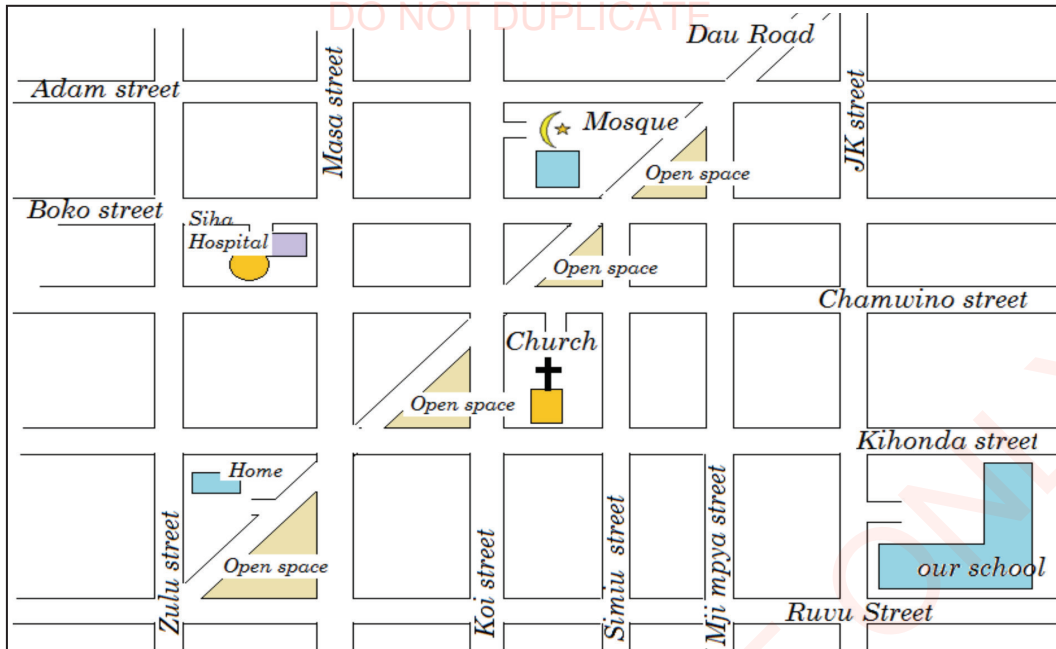 DO NOT DUPLICATE
Dau Road
Adam street
Masa street
Mosque
JK street
Open space
Boko street
Siha
Hospital
Open space
Chamwino street
Church
Open space
Kihonda street
Home
Zulu street
Open space
Koi street
Simiu street
Mji mpya street
our school
Ruvu Street
ONLY